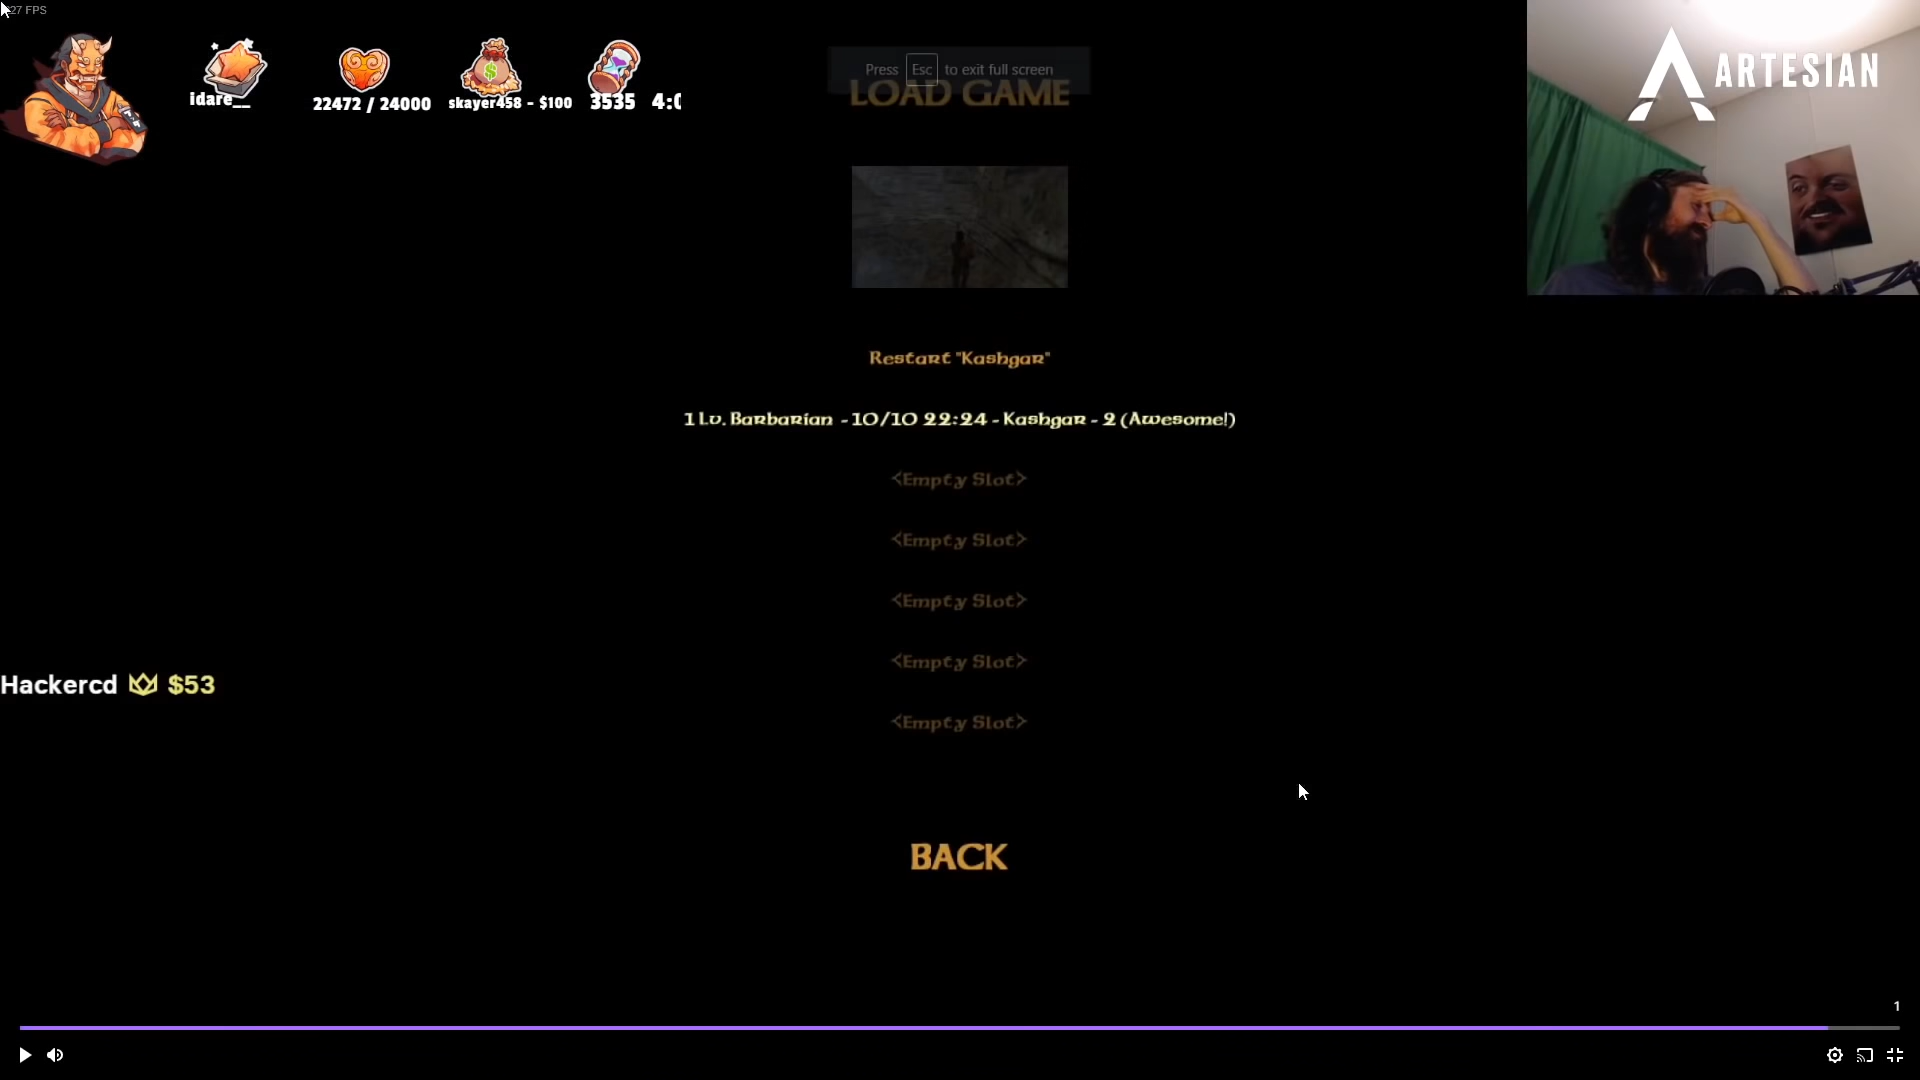 27 FPS
idare__
22472 / 24000
skayer458 - $100
3535
Press Esc to exit full screen
LOAD GAME
ARTESIAN
Restart "Kashgar"
1 Lv. Barbarian - 10/10 22:24 - Kashgar - 2 (Awesome!)
<Empty Slot>
<Empty Slot>
<Empty Slot>
<Empty Slot>
<Empty Slot>
Hackercd $53
BACK
1